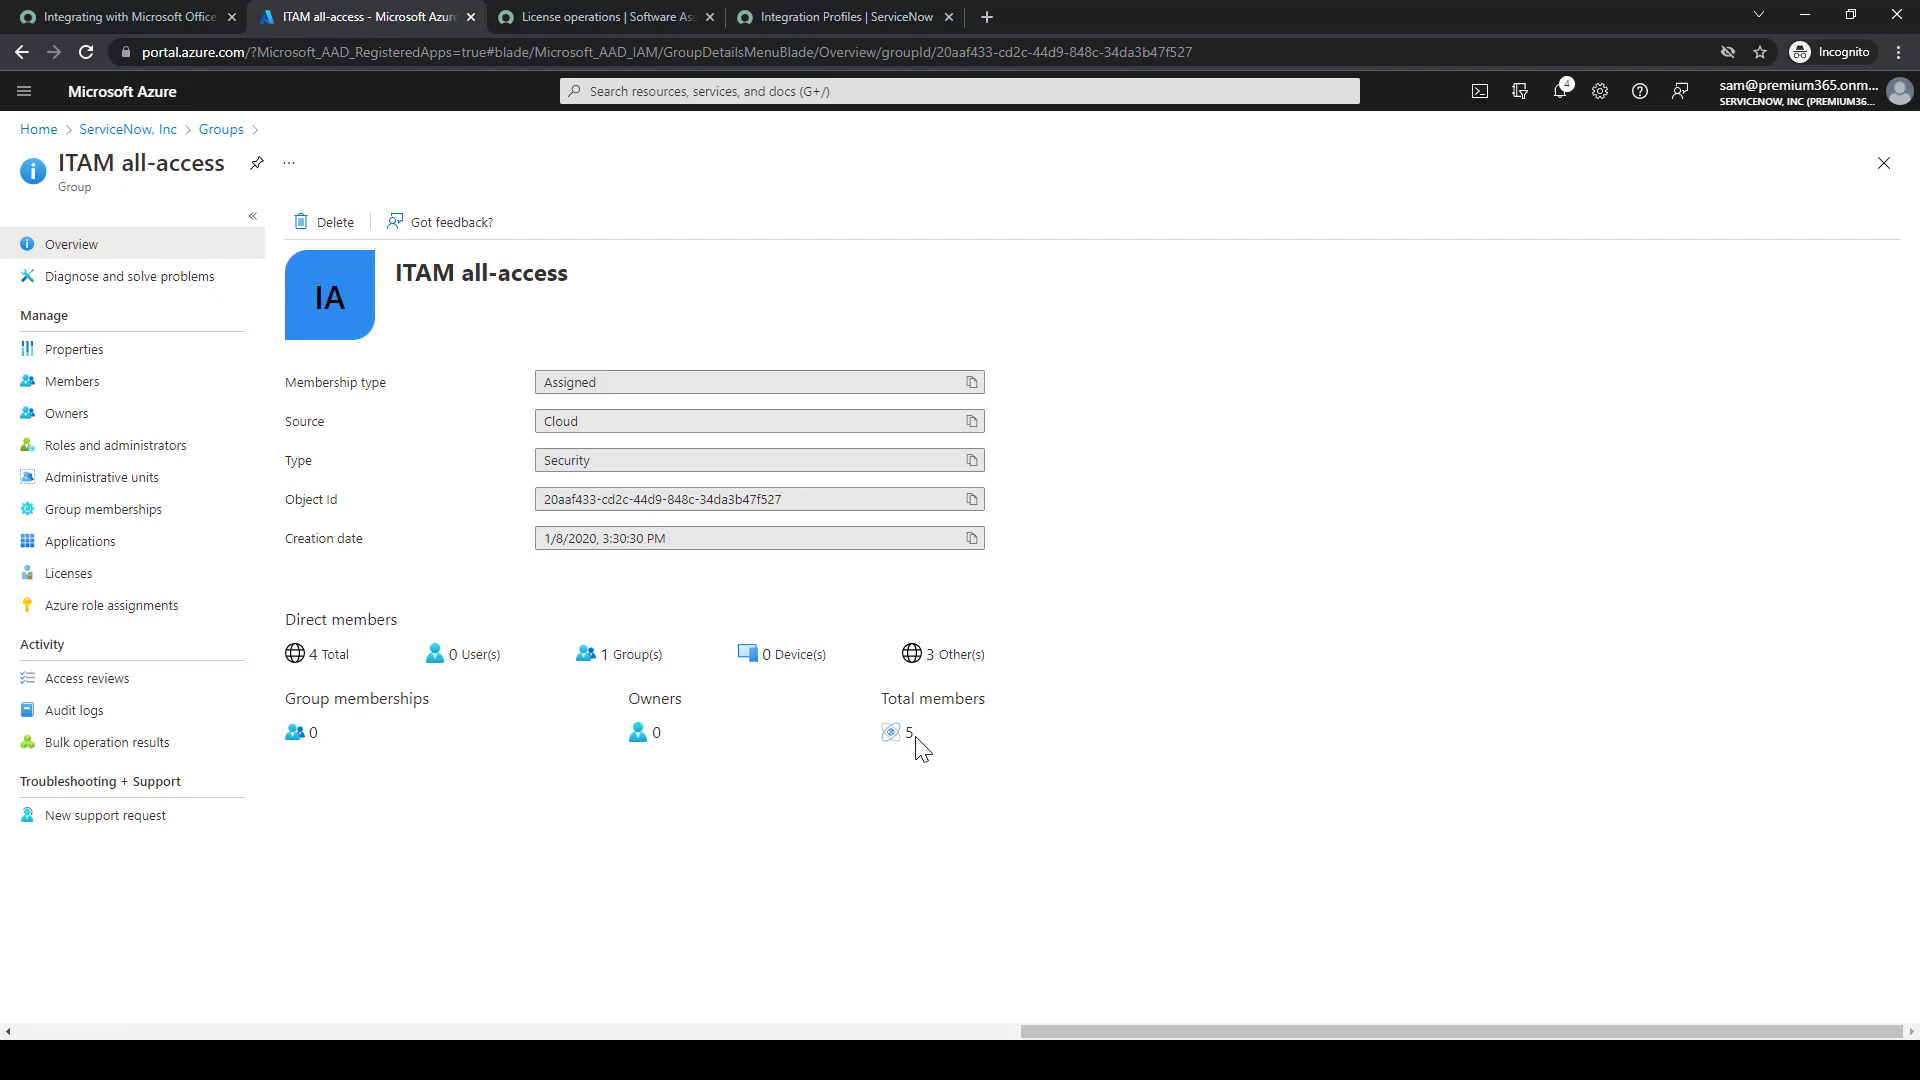 Integrating with Microsoft Office
ITAM all-access - Microsoft Azure
License operations | Software Ass
Integration Profiles | ServiceNow
portal.azure.com/?Microsoft_AAD_RegisteredApps=true#blade/Microsoft_AAD_IAM/GroupDetailsMenuBlade/Overview/groupId/20aaf433-cd2c-44d9-848c-34da3b47f527
Incognito
Microsoft Azure
Search resources, services, and docs (G+/)
4
sam@premium365.onm...
SERVICENOW, INC (PREMIUM36...
Home > ServiceNow, Inc > Groups >
ITAM all-access
...
Group
«
Delete
Got feedback?
Overview
Diagnose and solve problems
Manage
Properties
Members
Owners
Roles and administrators
Administrative units
Group memberships
Applications
Licenses
Azure role assignments
Activity
Access reviews
Audit logs
Bulk operation results
Troubleshooting + Support
New support request
IA
ITAM all-access
Membership type
Assigned
Source
Cloud
Type
Security
Object Id
20aaf433-cd2c-44d9-848c-34da3b47f527
Creation date
1/8/2020, 3:30:30 PM
Direct members
4 Total
0 User(s)
1 Group(s)
0 Device(s)
3 Other(s)
Group memberships
Owners
Total members
0
0
5